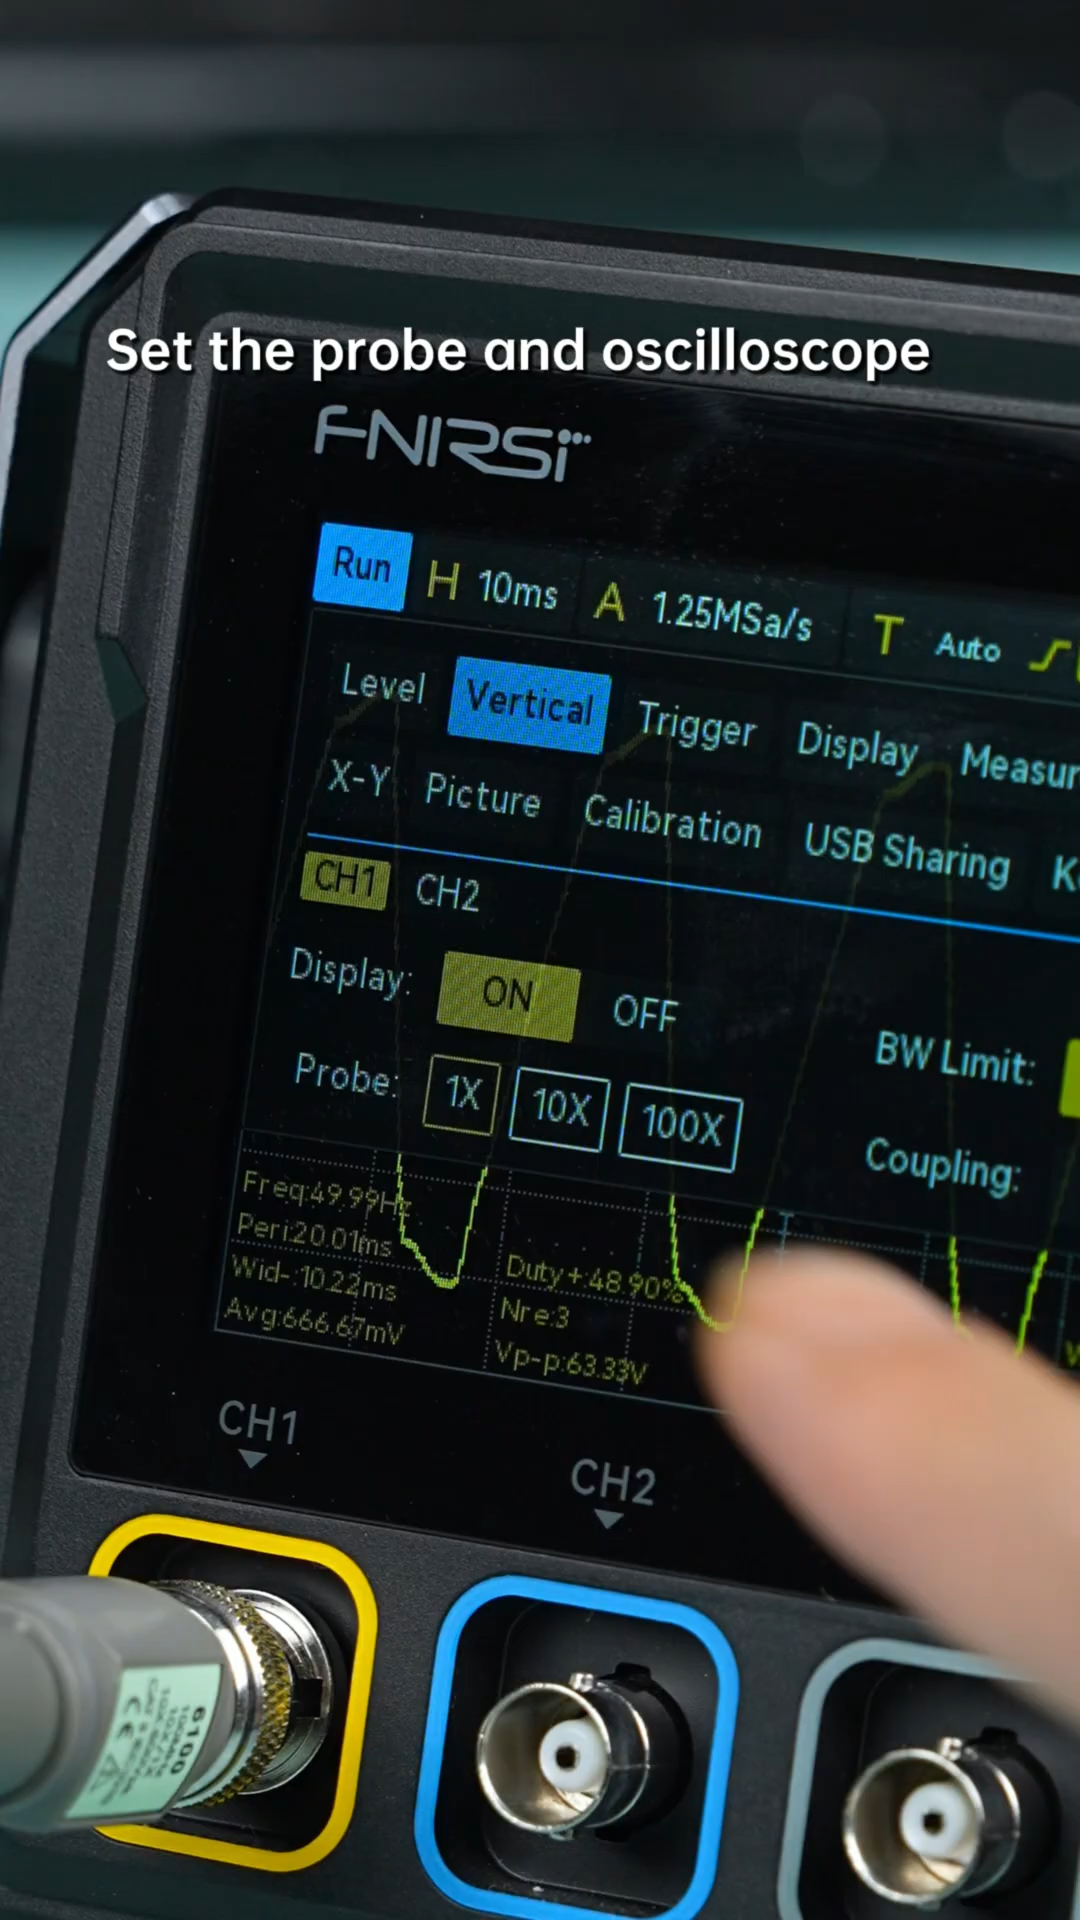 Set the probe and oscilloscope
FNIRSI
Run H 10ms A 1.25MSa/s T Auto
Level Vertical Trigger Display Measur
X-Y Picture Calibration USB Sharing
CH1 CH2
Display: ON OFF
BW Limit:
Probe: 1X 10X 100X
Coupling:
Freq:49.99Hz
Peri:20.01ms
Wid-:10.22ms
Avg:666.67mV
Duty+:48.90%
Nre:3
Vp-p:63.33V
CH1
CH2
6100
CE